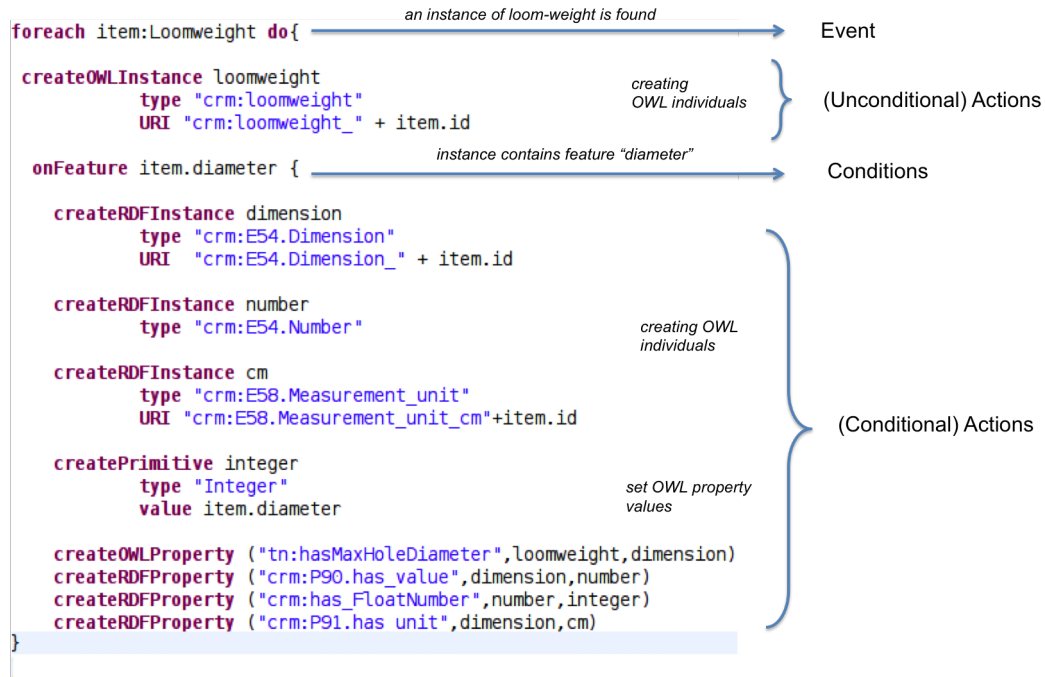 an instance of loom-weight is found
foreach item:Loomweight do{
Event
createOWLInstance loomweight
type "crm:loomweight"
URI "crm:loomweight_" + item.id
creating
OWL individuals
(Unconditional) Actions
instance contains feature “diameter”
onFeature item.diameter {
Conditions
createRDFInstance dimension
type "crm:E54.Dimension"
URI "crm:E54.Dimension_" + item.id
createRDFInstance number
type "crm:E54.Number"
creating OWL
individuals
createRDFInstance cm
type "crm:E58.Measurement_unit"
URI "crm:E58.Measurement_unit_cm"+item.id
(Conditional) Actions
createPrimitive integer
type "Integer"
value item.diameter
set OWL property
values
createOWLProperty ("tn:hasMaxHoleDiameter",loomweight,dimension)
createRDFProperty ("crm:P90.has_value",dimension,number)
createRDFProperty ("crm:has_FloatNumber",number,integer)
createRDFProperty ("crm:P91.has unit",dimension,cm)
}